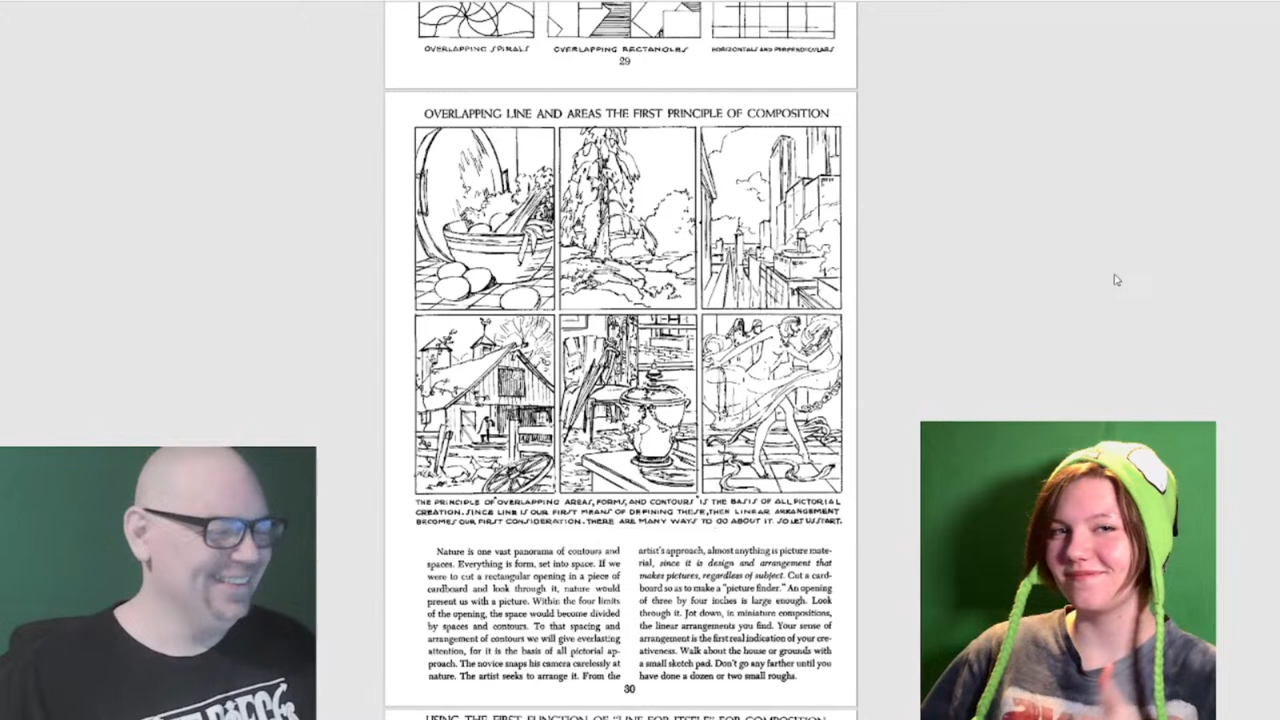 OVERLAPPING SPIRALS
OVERLAPPING RECTANGLES
HORIZONTALS AND PERPENDICULARS
29
OVERLAPPING LINE AND AREAS THE FIRST PRINCIPLE OF COMPOSITION
THE PRINCIPLE OF "OVERLAPPING AREAS, FORMS, AND CONTOURS" IS THE BASIS OF ALL PICTORIAL
CREATION. SINCE LINE IS OUR FIRST MEANS OF DEFINING THESE, THEN LINEAR ARRANGEMENT
BECOMES OUR FIRST CONSIDERATION. THERE ARE MANY WAYS TO GO ABOUT IT. SO LET US START.
Nature is one vast panorama of contours and
spaces. Everything is form, set into space. If we
were to cut a rectangular opening in a piece of
cardboard and look through it, nature would
present us with a picture. Within the four limits
of the opening, the space would become divided
by spaces and contours. To that spacing and
arrangement of contours we will give everlasting
attention, for it is the basis of all pictorial ap-
proach. The novice snaps his camera carelessly at
nature. The artist seeks to arrange it. From the
artist's approach, almost anything is picture mate-
rial, since it is design and arrangement that
makes pictures, regardless of subject. Cut a card-
board so as to make a "picture finder." An opening
of three by four inches is large enough. Look
through it. Jot down, in miniature compositions,
the linear arrangements you find. Your sense of
arrangement is the first real indication of your cre-
ativeness. Walk about the house or grounds with
a small sketch pad. Don't go any farther until you
have done a dozen or two small roughs.
30
USING THE FIRST FUNCTION OF "LINE FOR ITSELF" FOR COMPOSITION